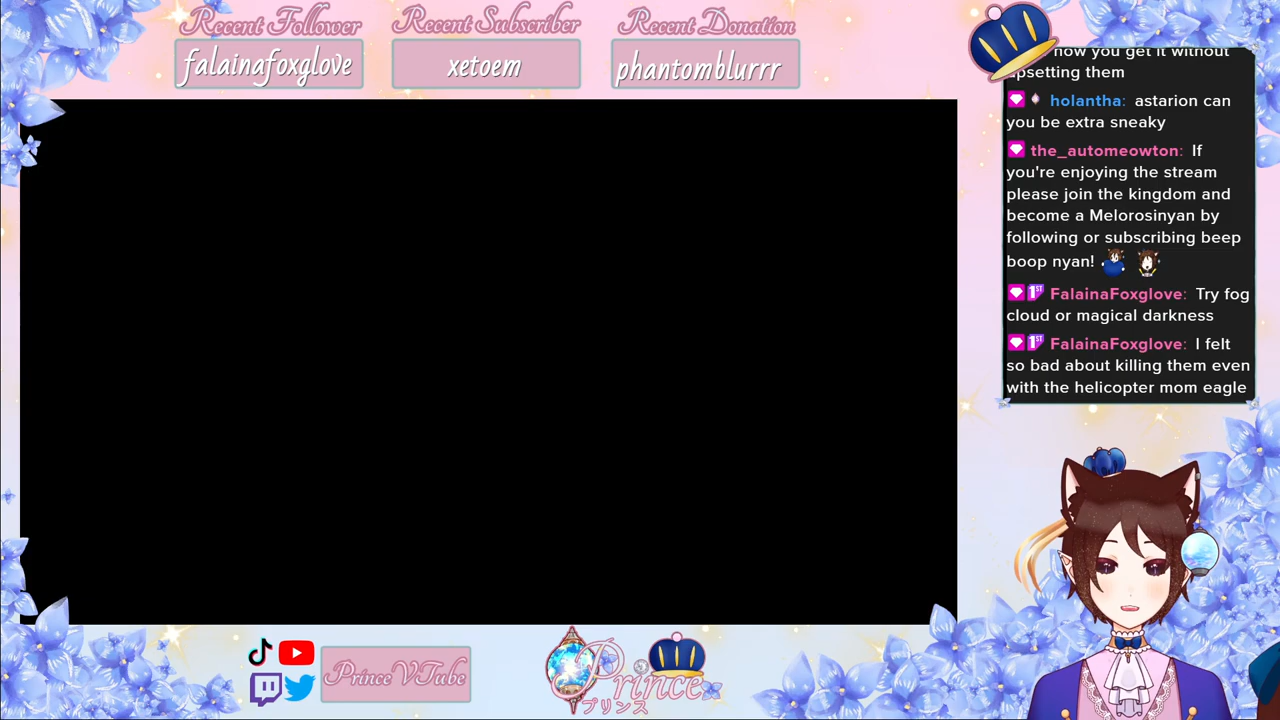 Recent Follower
falainafoxglove
Recent Subscriber
xetoem
Recent Donation
phantomblurrr
how you get it without
upsetting them
holantha: astarion can
you be extra sneaky
the_automeowton: If
you're enjoying the stream
please join the kingdom and
become a Melorosinyan by
following or subscribing beep
boop nyan!
1ST FalainaFoxglove: Try fog
cloud or magical darkness
1ST FalainaFoxglove: I felt
so bad about killing them even
with the helicopter mom eagle
Prince VTube
Prince
プリンス